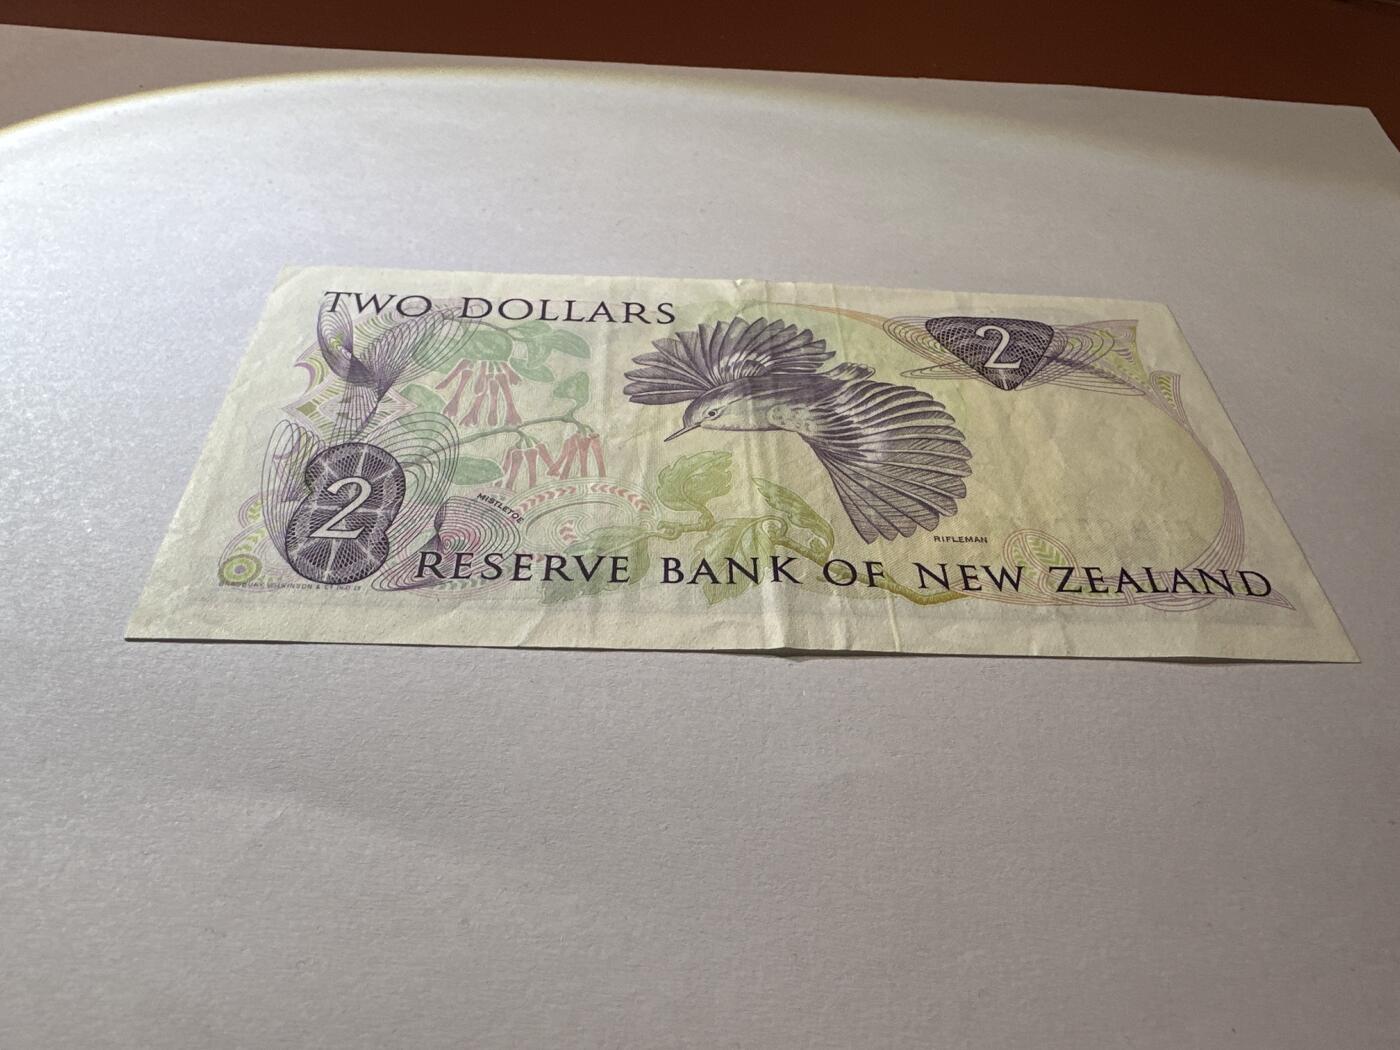 TWO DOLLARS
2
2
MISTLETOE
RIFLEMAN
RESERVE BANK OF NEW ZEALAND